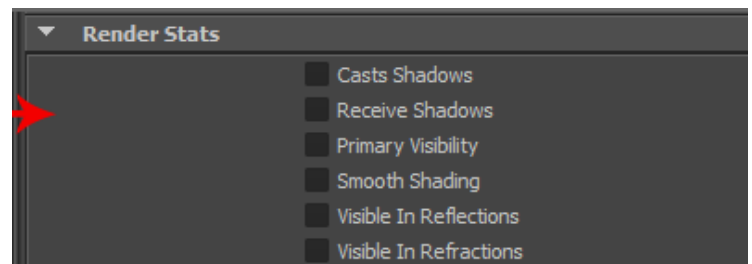 Render Stats
Casts Shadows
Receive Shadows
Primary Visibility
Smooth Shading
Visible In Reflections
Visible In Refractions